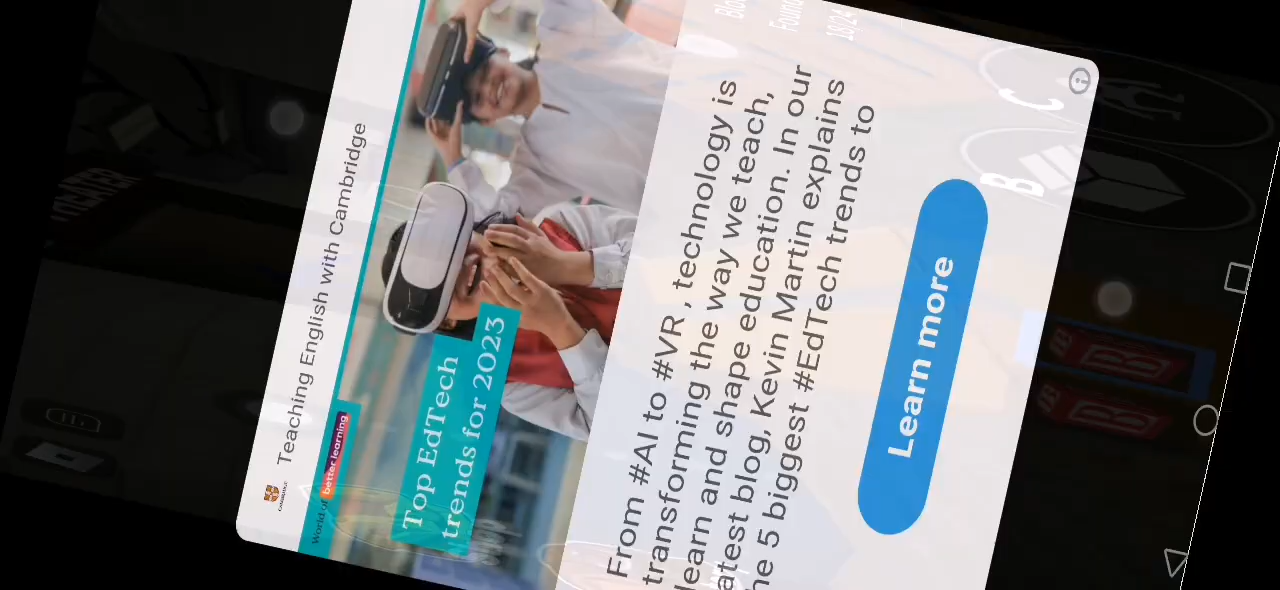 Teaching English with Cambridge
World of better learning
Top EdTech
trends for 2023
From #AI to #VR , technology is
transforming the way we teach,
learn and shape education. In our
atest blog, Kevin Martin explains
he 5 biggest #EdTech trends to
Learn more
B
C